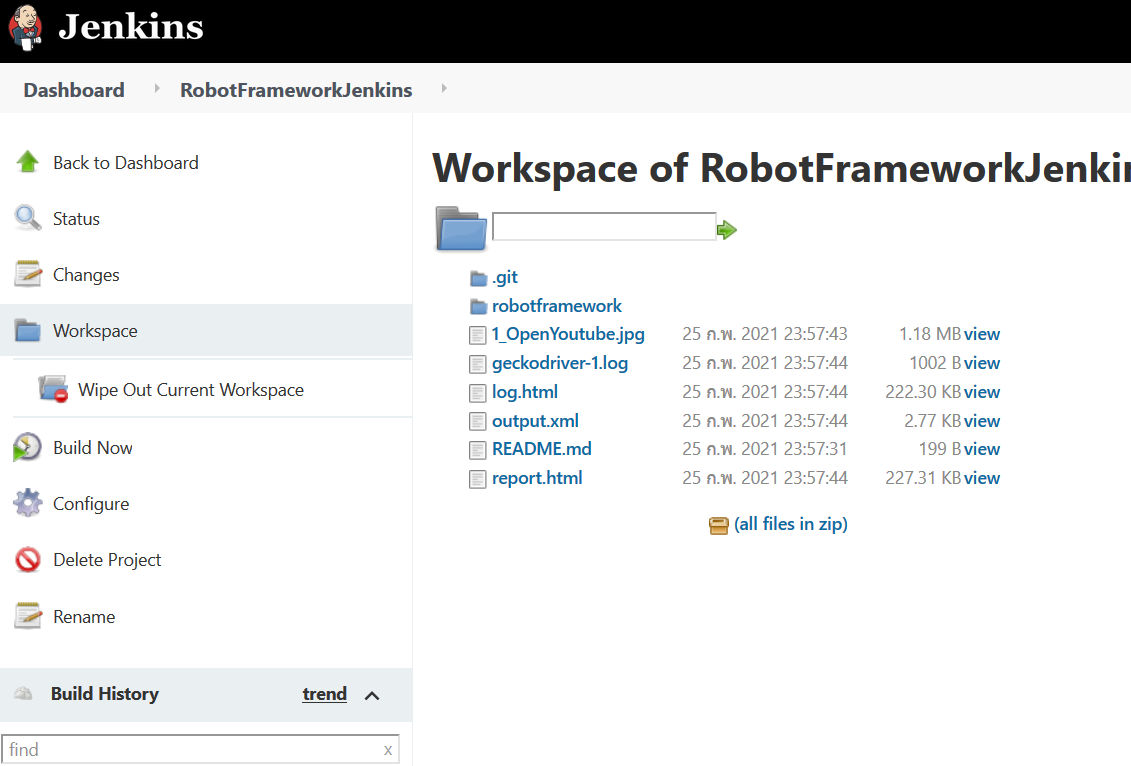 Jenkins
Dashboard RobotFrameworkJenkins
Back to Dashboard
Status
Changes
Workspace
Wipe Out Current Workspace
Build Now
Configure
Delete Project
Rename
Build History trend
find x
Workspace of RobotFrameworkJenkin
.git
robotframework
1_OpenYoutube.jpg 25 ก.พ. 2021 23:57:43 1.18 MB view
geckodriver-1.log 25 ก.พ. 2021 23:57:44 1002 B view
log.html 25 ก.พ. 2021 23:57:44 222.30 KB view
output.xml 25 ก.พ. 2021 23:57:44 2.77 KB view
README.md 25 ก.พ. 2021 23:57:31 199 B view
report.html 25 ก.พ. 2021 23:57:44 227.31 KB view
(all files in zip)